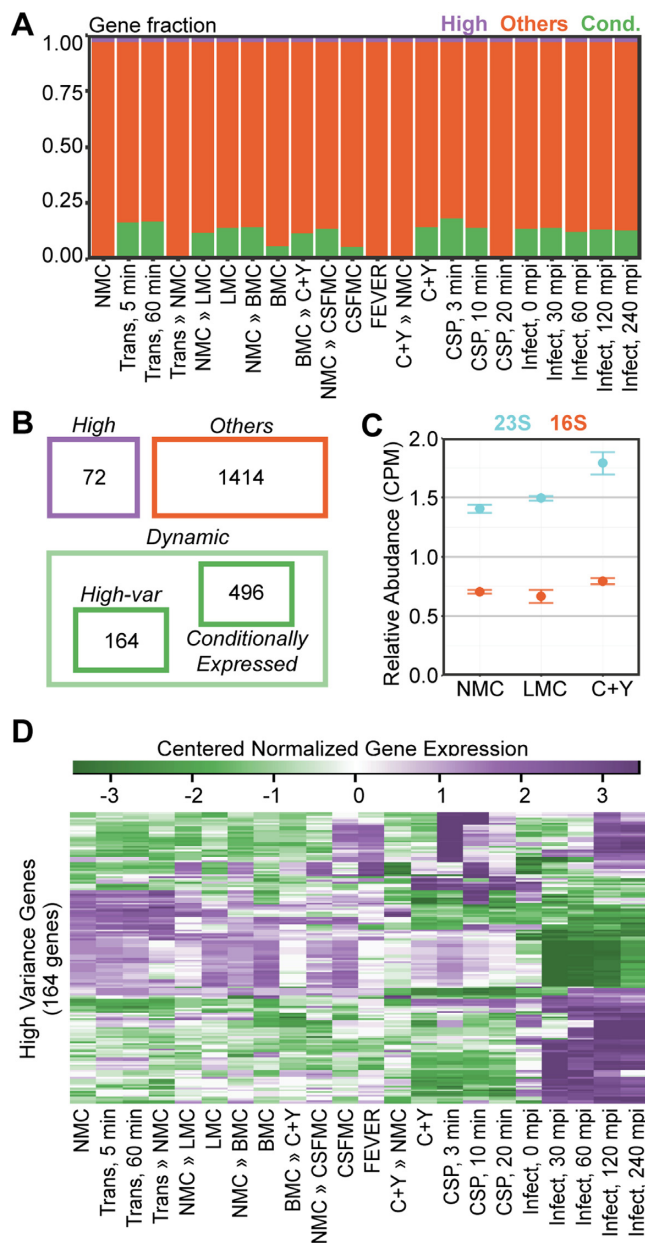 A
Gene fraction
High Others Cond.
1.00
0.75
0.50
0.25
0.00
NMC
Trans, 5 min
Trans, 60 min
Trans » NMC
NMC » LMC
LMC
NMC » BMC
BMC
BMC » C+Y
NMC » CSFMC
CSFMC
FEVER
C+Y » NMC
C+Y
CSP, 3 min
CSP, 10 min
CSP, 20 min
Infect, 0 mpi
Infect, 30 mpi
Infect, 60 mpi
Infect, 120 mpi
Infect, 240 mpi
B
High
Others
72
1414
Dynamic
High-var
496
164
Conditionally
Expressed
C
23S 16S
Relative Abudance (CPM)
2.0
1.5
1.0
0.5
0.0
NMC LMC C+Y
D
Centered Normalized Gene Expression
-3 -2 -1 0 1 2 3
High Variance Genes
(164 genes)
NMC
Trans, 5 min
Trans, 60 min
Trans » NMC
NMC » LMC
LMC
NMC » BMC
BMC
BMC » C+Y
NMC » CSFMC
CSFMC
FEVER
C+Y » NMC
C+Y
CSP, 3 min
CSP, 10 min
CSP, 20 min
Infect, 0 mpi
Infect, 30 mpi
Infect, 60 mpi
Infect, 120 mpi
Infect, 240 mpi